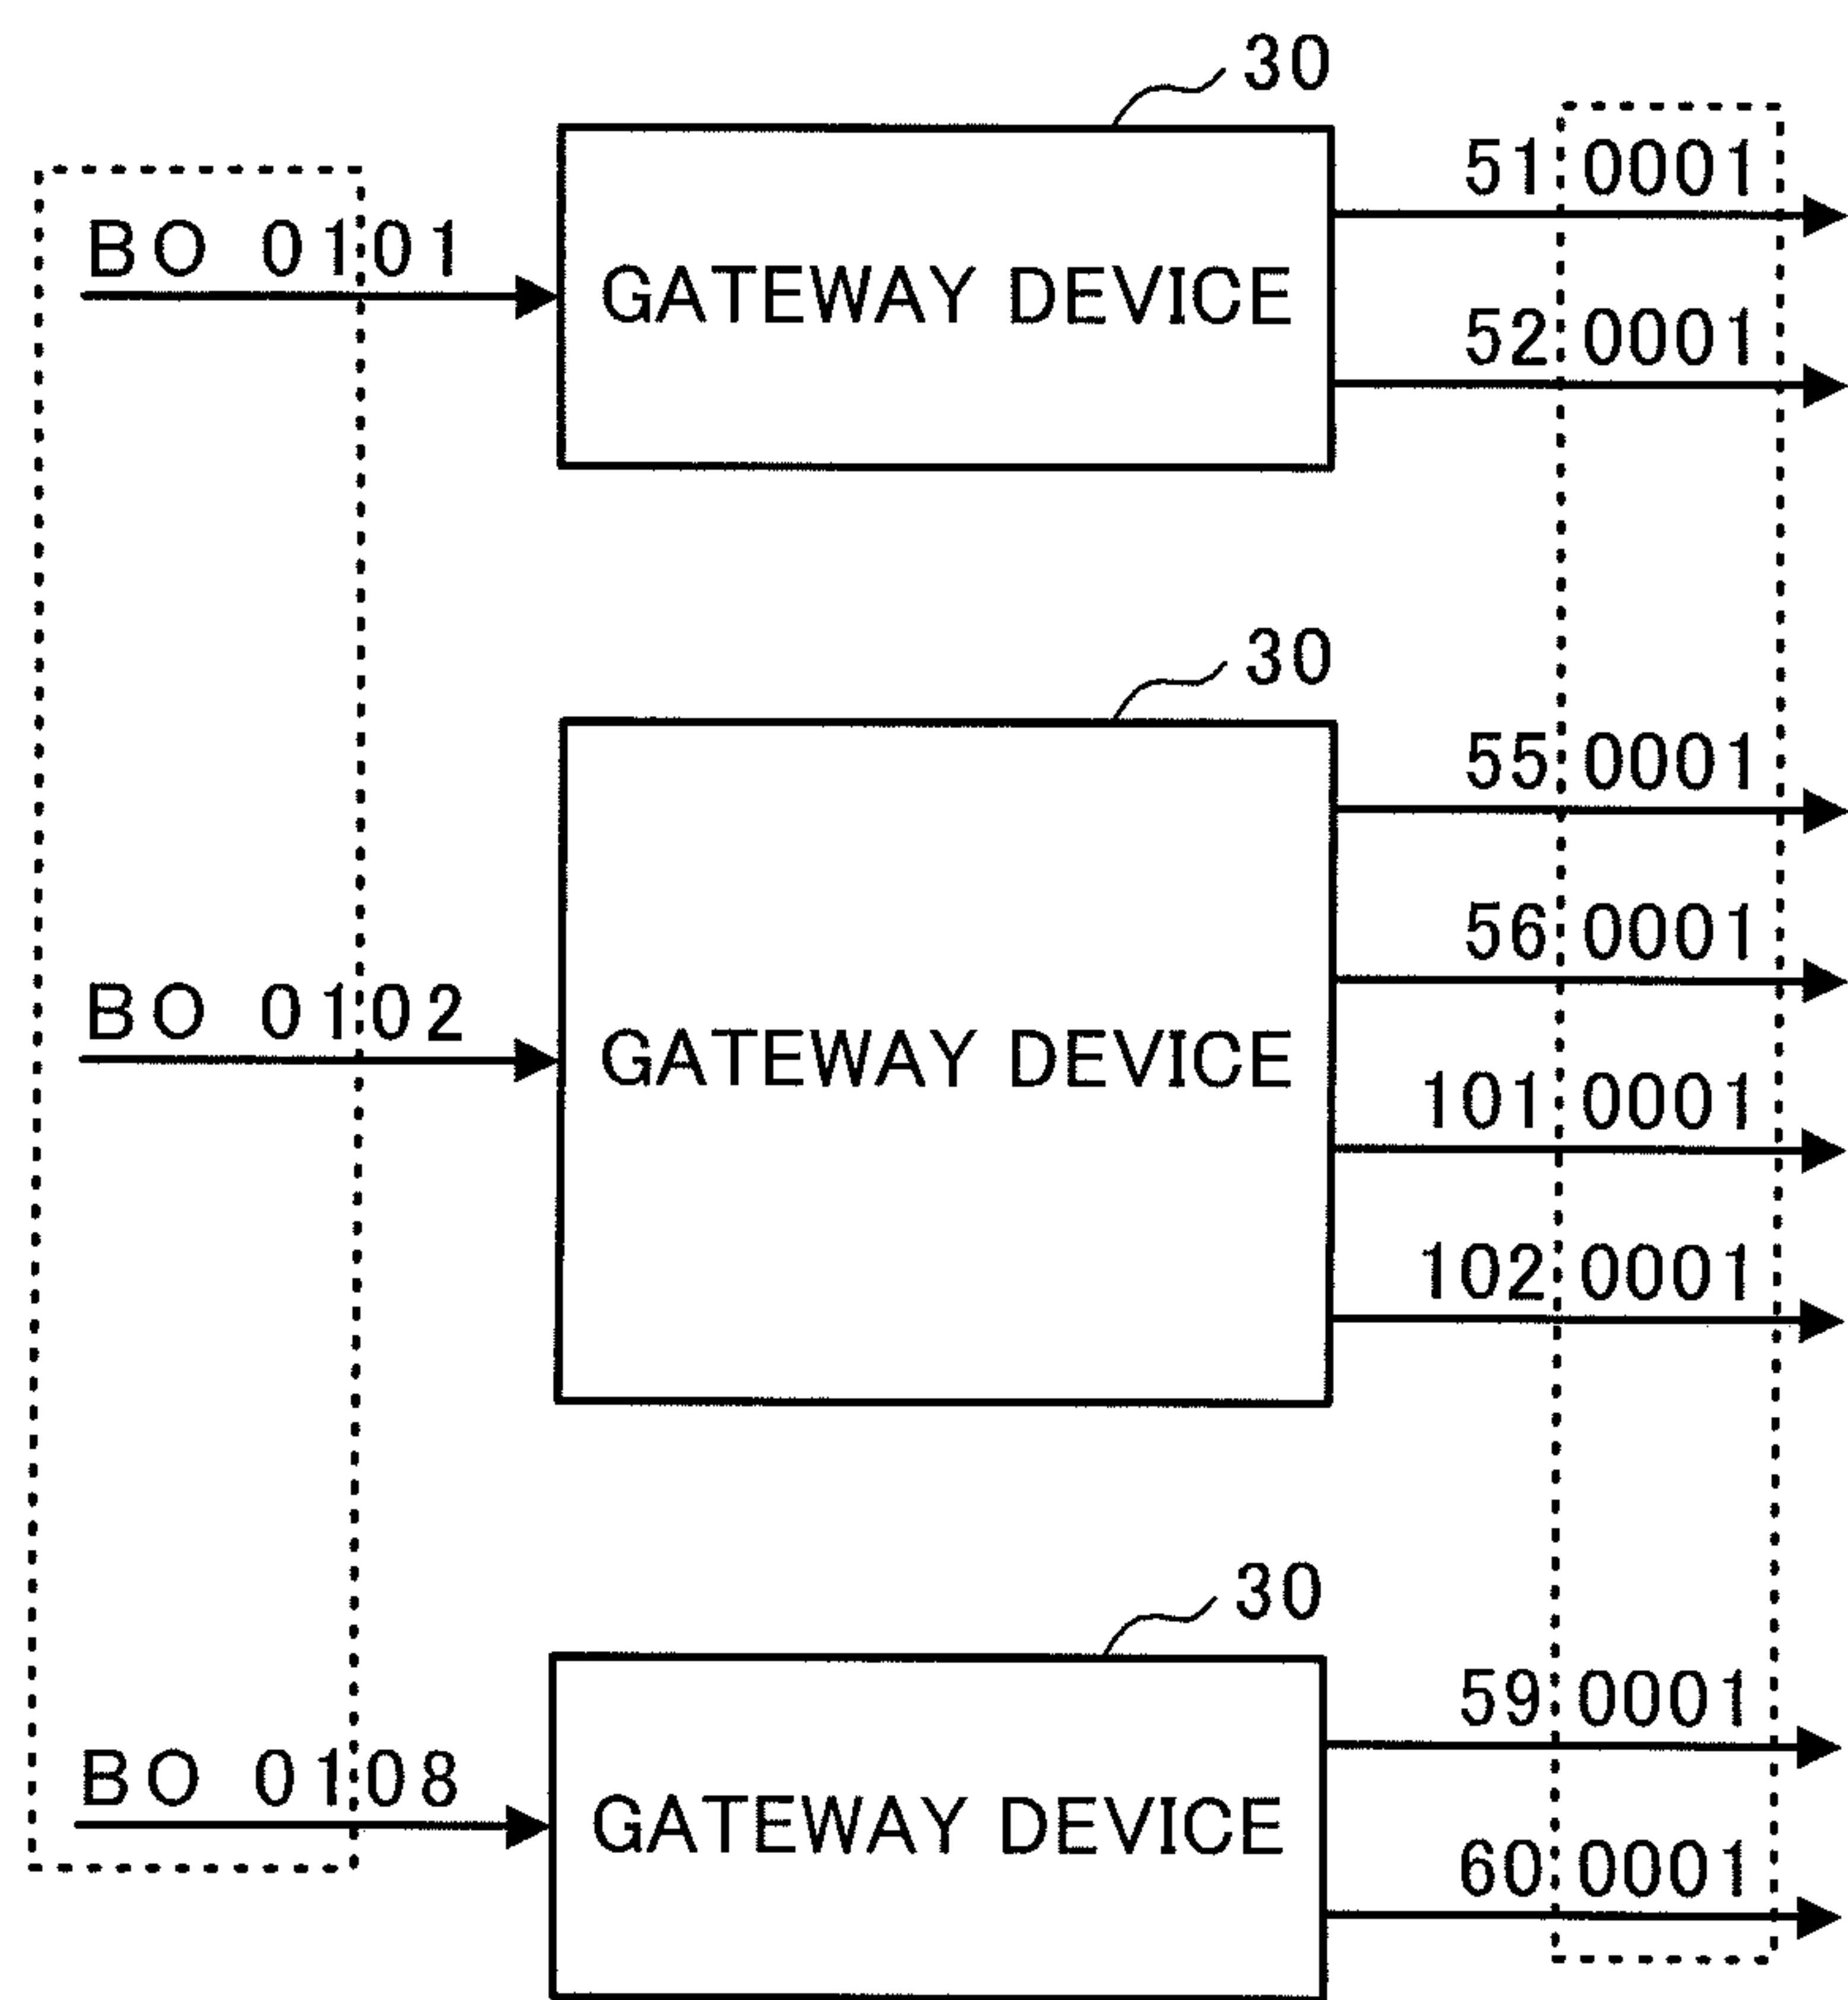 30
51 0001
BO 0101
GATEWAY DEVICE
52 0001
30
55 0001
56 0001
BO 0102
GATEWAY DEVICE
101 0001
102 0001
30
59 0001
BO 0108
GATEWAY DEVICE
60 0001